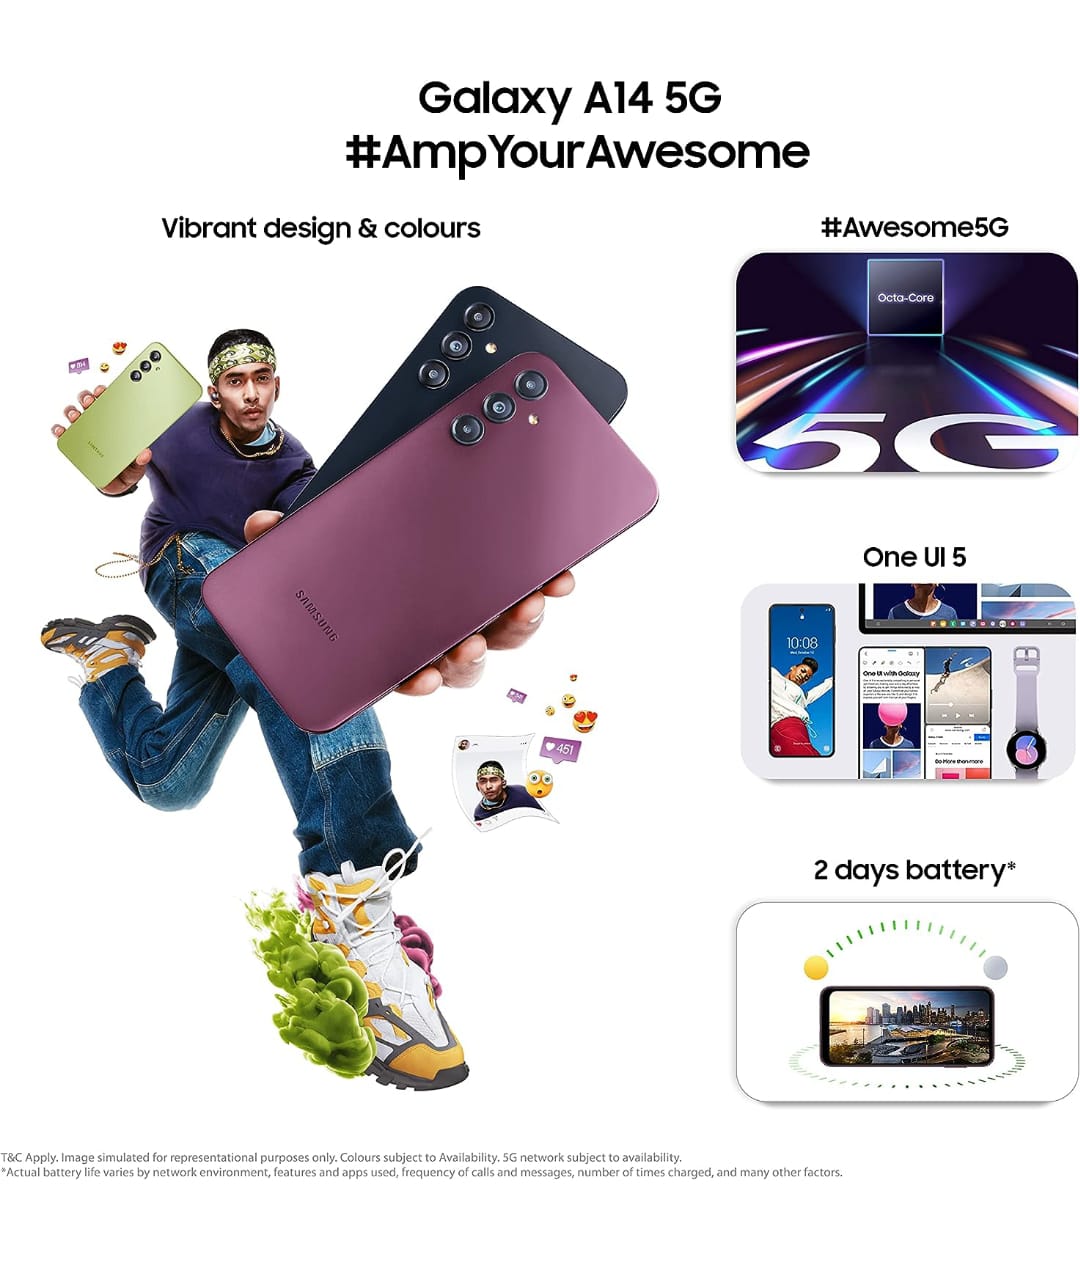 Galaxy A14 5G
#AmpYourAwesome
Vibrant design & colours
#Awesome5G
Octa-Core
5G
SAMSUNG
SAMSUNG
451
One UI 5
10:08
One UI with Galaxy
Do More than more
2 days battery*
T&C Apply. Image simulated for representational purposes only. Colours subject to Availability. 5G network subject to availability.
*Actual battery life varies by network environment, features and apps used, frequency of calls and messages, number of times charged, and many other factors.